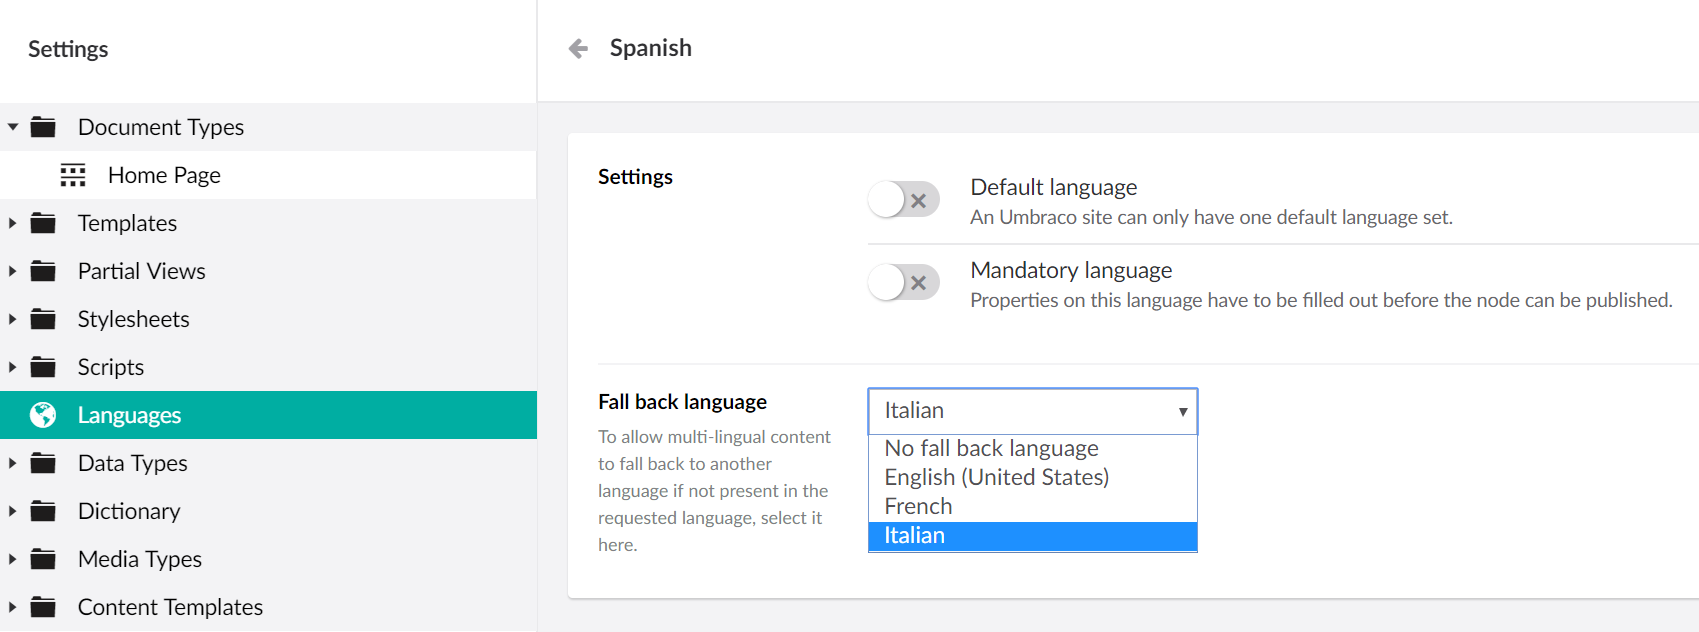 Settings
Document Types
Home Page
Templates
Partial Views
Stylesheets
Scripts
Languages
Data Types
Dictionary
Media Types
Content Templates
Spanish
Settings
Default language
An Umbraco site can only have one default language set.
Mandatory language
Properties on this language have to be filled out before the node can be published.
Fall back language
To allow multi-lingual content
to fall back to another
language if not present in the
requested language, select it
here.
Italian
No fall back language
English (United States)
French
Italian